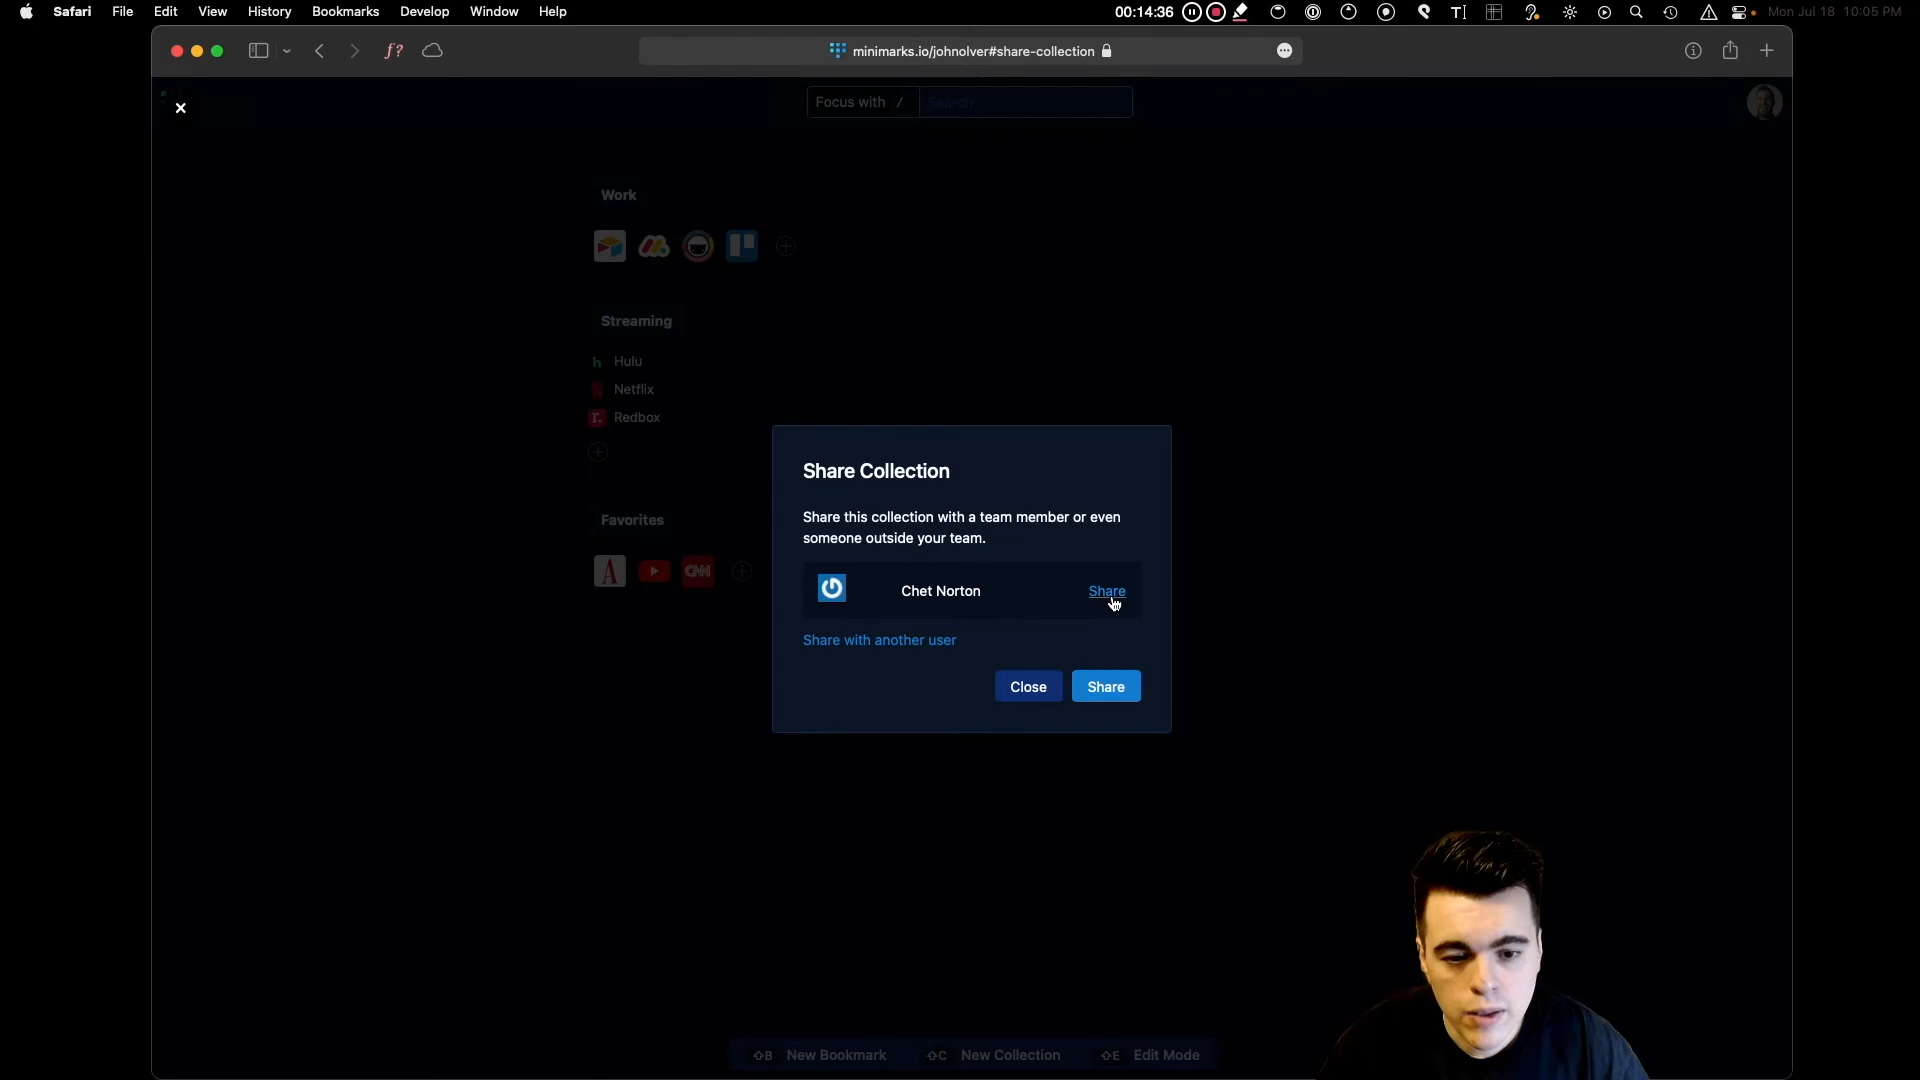 Safari File Edit View History Bookmarks Develop Window Help 00:14:36 Mon Jul 18 10:05 PM
f? minimarks.io/johnolver#share-collection
Focus with / Search
Work
Streaming
h Hulu
Netflix
r. Redbox
Favorites
A CNN
Share Collection
Share this collection with a team member or even
someone outside your team.
Chet Norton Share
Share with another user
Close Share
⇧B New Bookmark ⇧C New Collection ⇧E Edit Mode